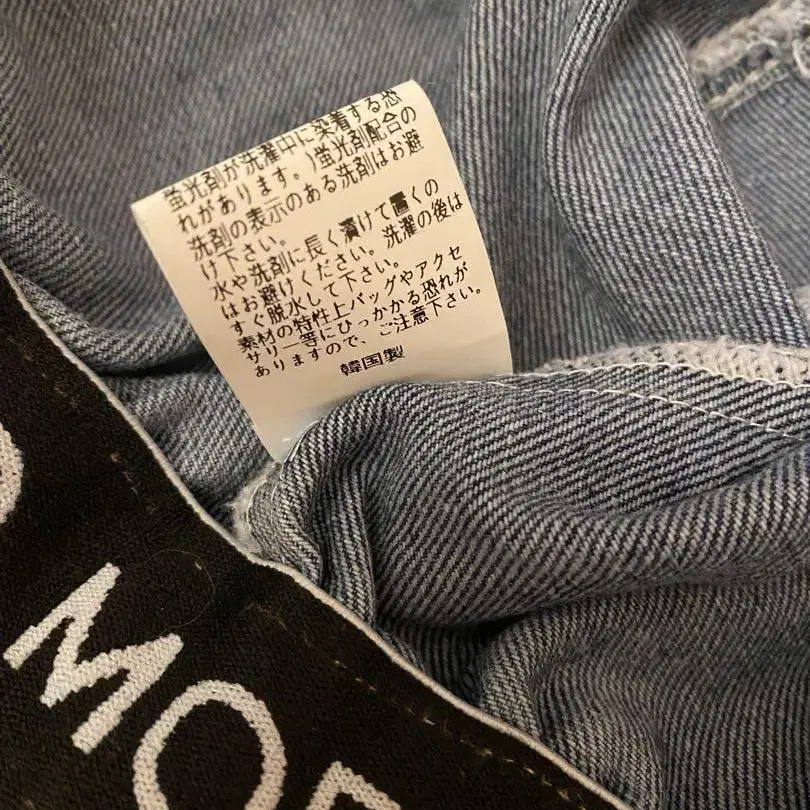 蛍光剤が洗濯中に染着する恐
れがあります。)蛍光剤配合の
洗剤の表示のある洗剤はお避
け下さい。
水や洗剤に長く漬けて置くの
はお避けください。洗濯の後は
すぐ脱水して下さい。
素材の特性上バッグやアクセ
サリー等にひっかかる恐れが
ありますので、ご注意下さい。
韓国製
MO